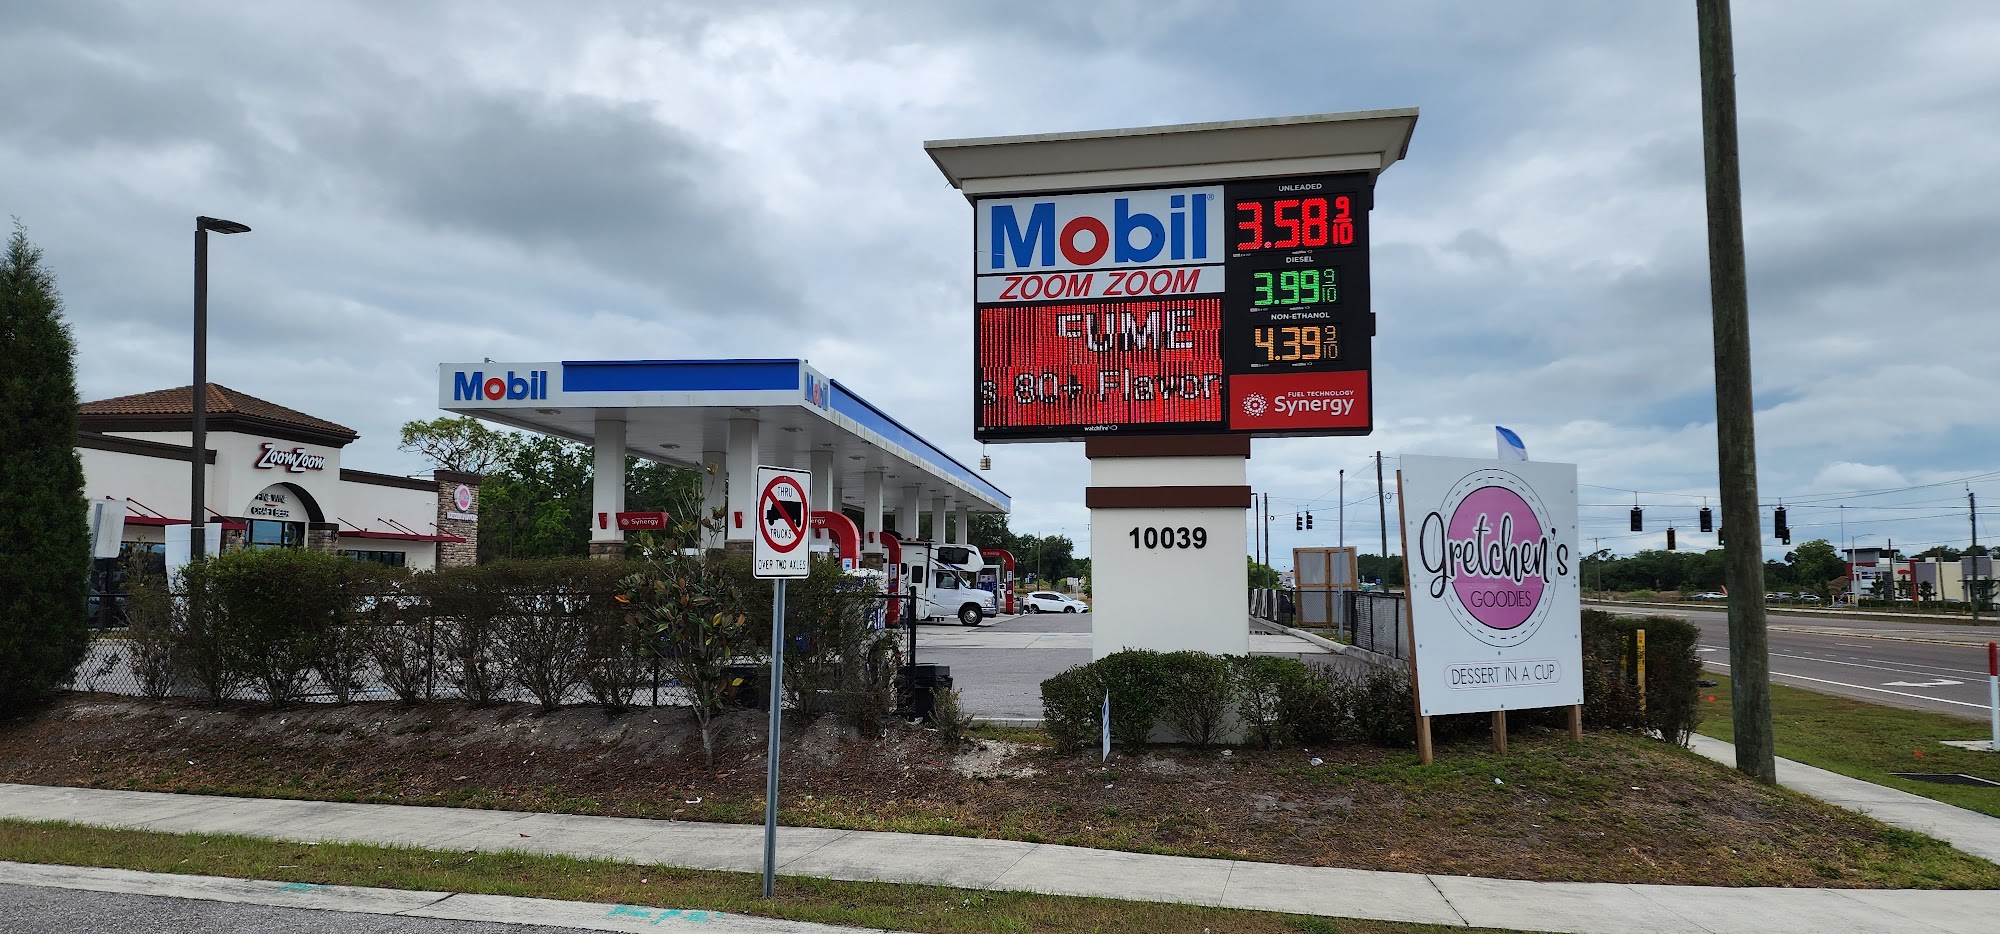 Mobil
ZOOM ZOOM
FUME
s 80+ Flavor
watchfire
UNLEADED
3.58 9/10
DIESEL
3.99 9/10
NON-ETHANOL
4.39 9/10
FUEL TECHNOLOGY
Synergy
10039
Mobil
Mobil
ZoomZoom
FINE WINE
CRAFT BEER
Synergy
THRU
TRUCKS
OVER TWO AXLES
Gretchen's
GOODIES
DESSERT IN A CUP